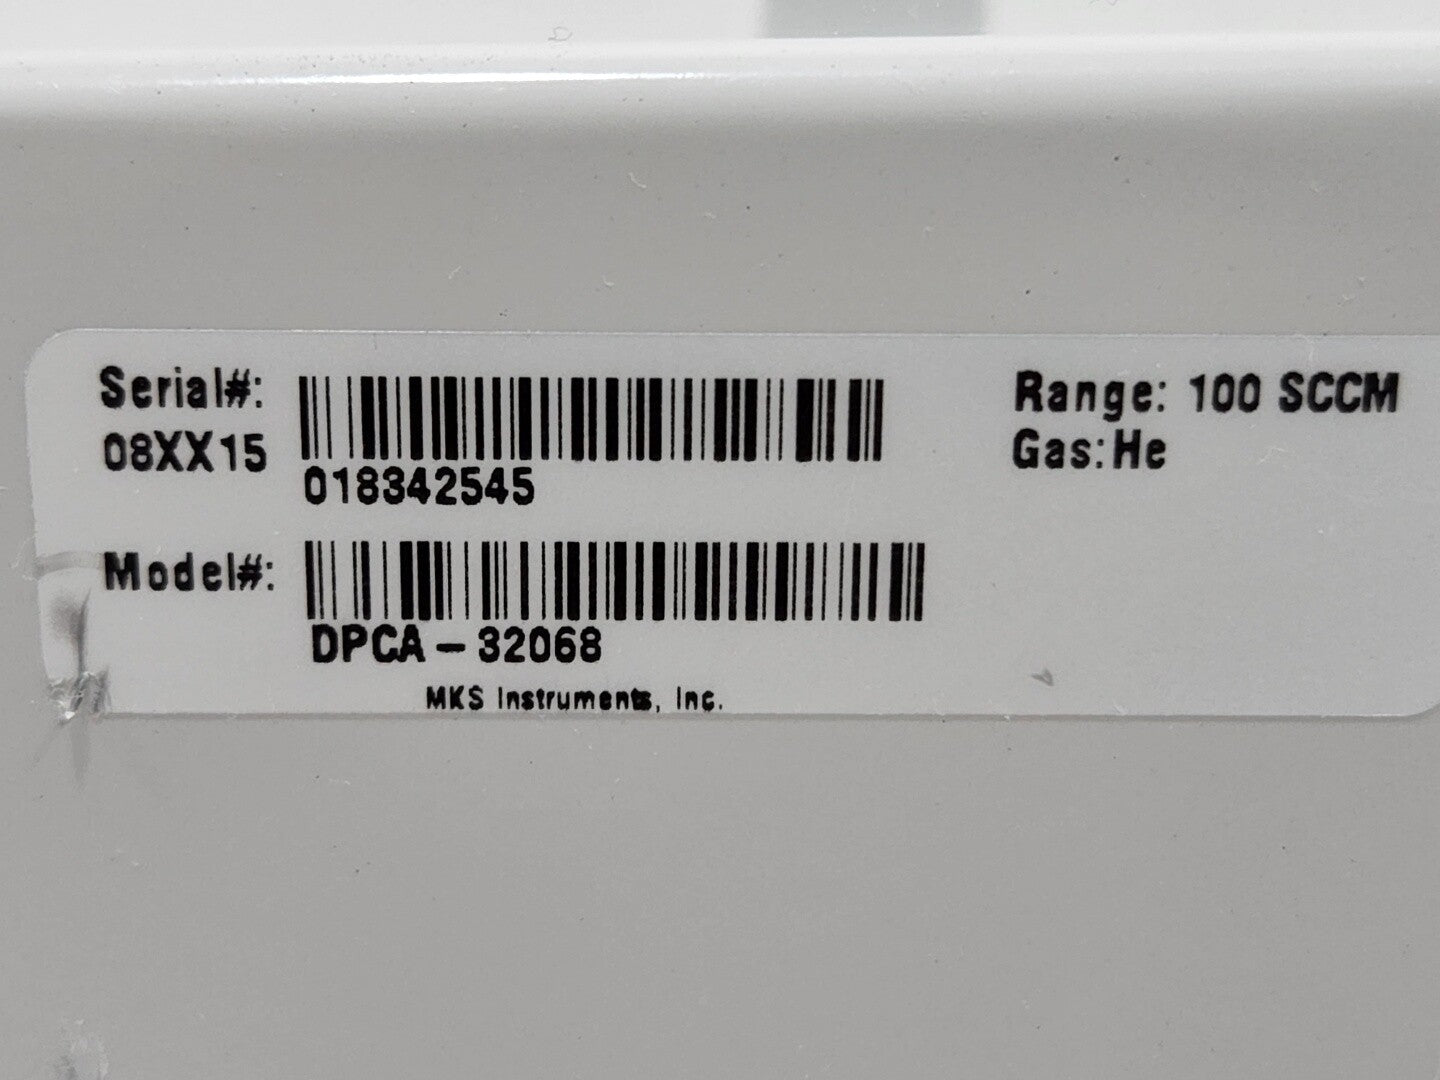 Serial#:
08XX15
018342545
Range: 100 SCCM
Gas:He
Model#:
DPCA-32068
MKS Instruments, Inc.